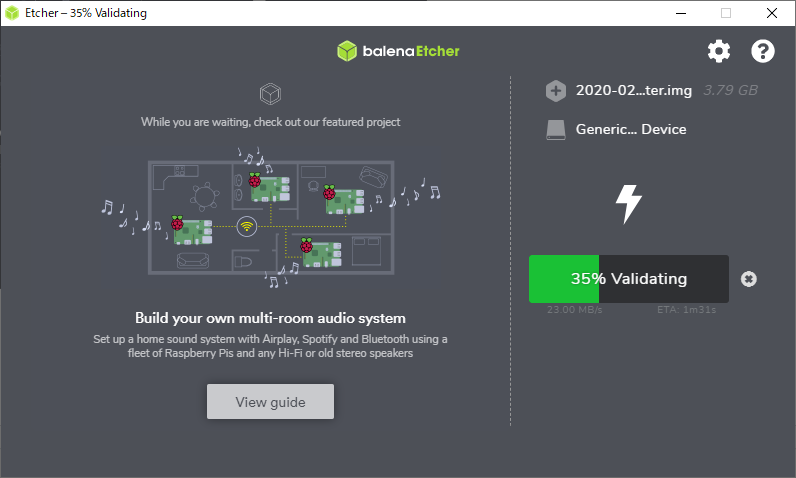 Etcher – 35% Validating
balenaEtcher
While you are waiting, check out our featured project
Build your own multi-room audio system
Set up a home sound system with Airplay, Spotify and Bluetooth using a
fleet of Raspberry Pis and any Hi-Fi or old stereo speakers
View guide
2020-02...ter.img 3.79 GB
Generic... Device
35% Validating
23.00 MB/s ETA: 1m31s